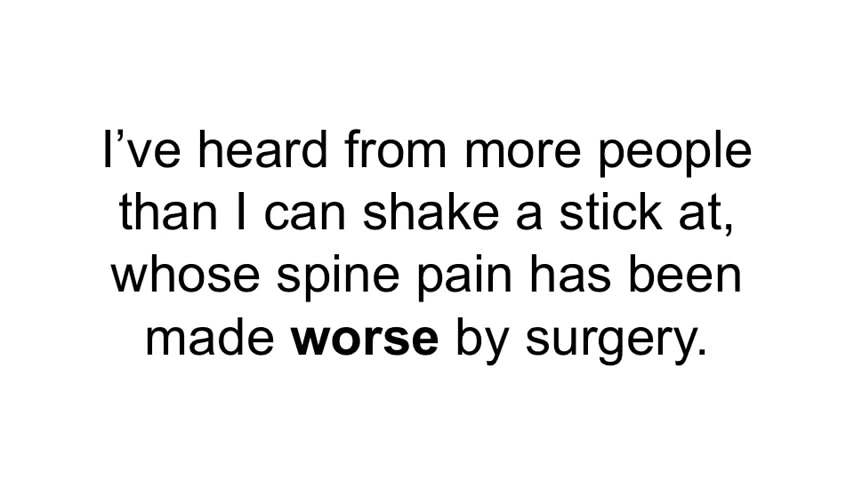 I’ve heard from more people
than I can shake a stick at,
whose spine pain has been
made worse by surgery.